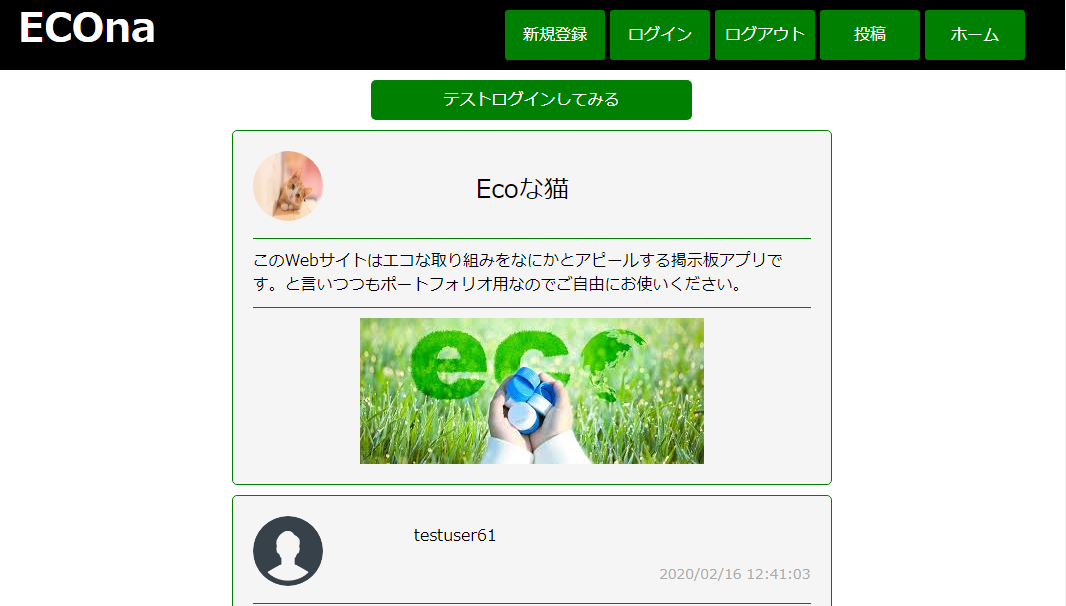 ECOna
新規登録
ログイン
ログアウト
投稿
ホーム
テストログインしてみる
Ecoな猫
このWebサイトはエコな取り組みをなにかとアピールする掲示板アプリで
す。と言いつつもポートフォリオ用なのでご自由にお使いください。
eco
testuser61
2020/02/16 12:41:03